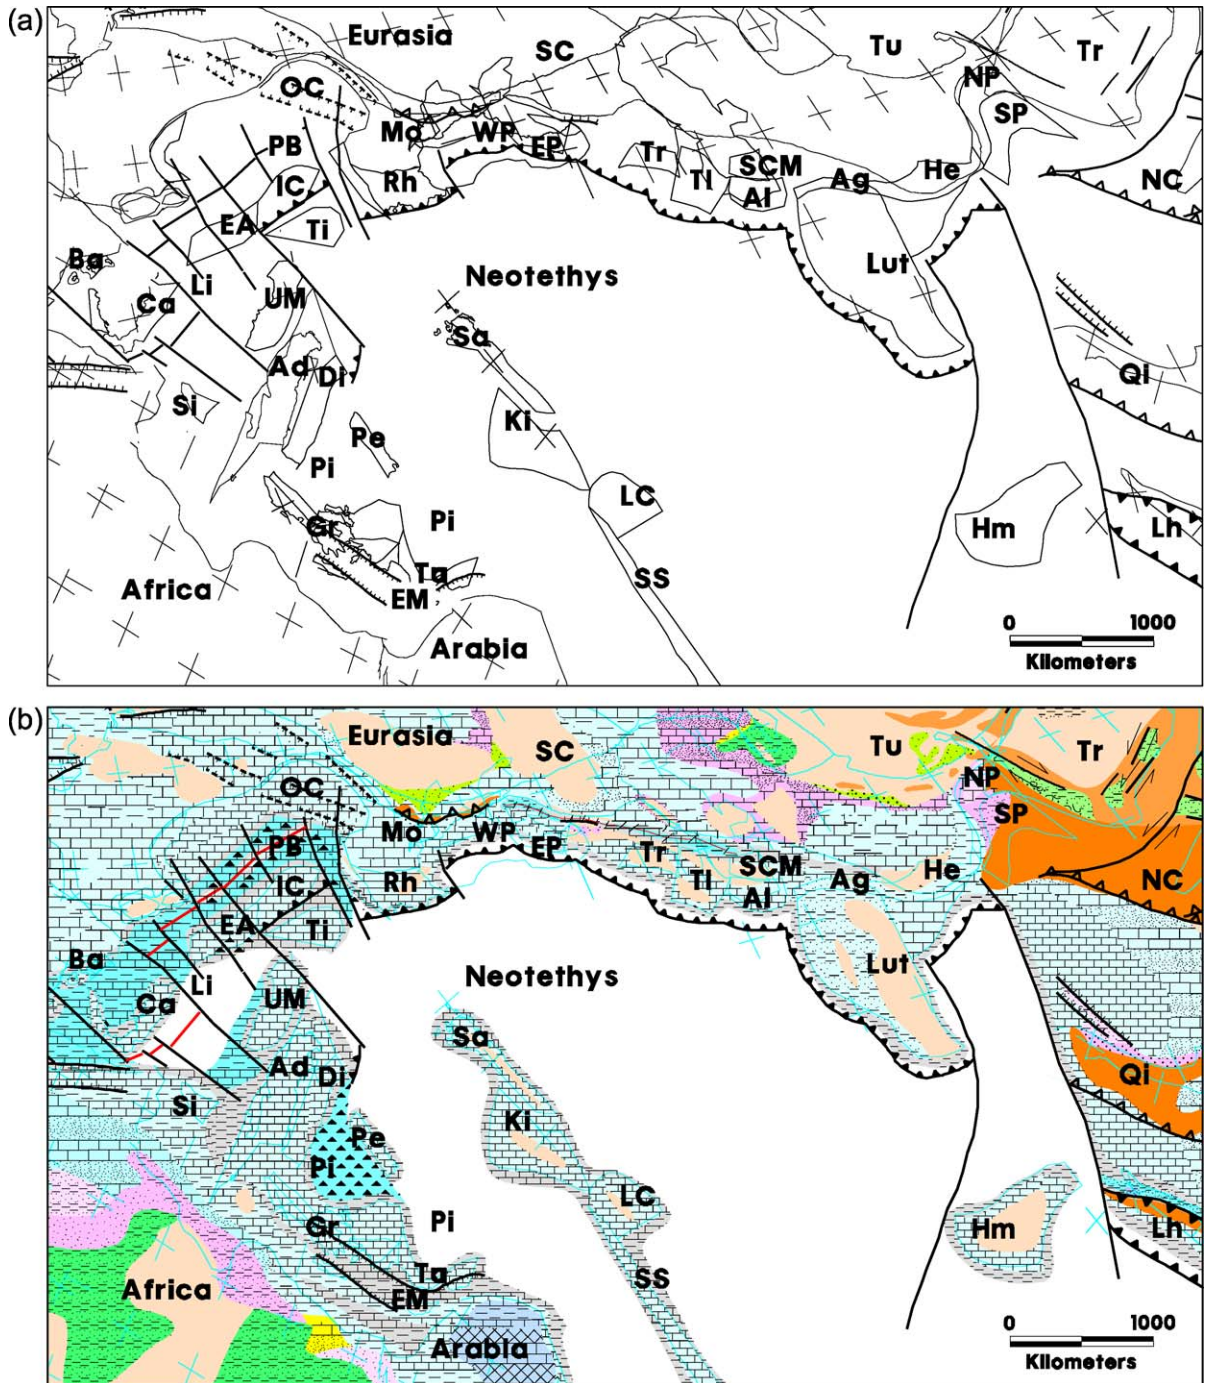 (a)
Eurasia
SC
Tu
Tr
NP
OC
SP
Mo
WP
EP
PB
Tr
SCM
He
NC
IC
Rh
Tl
Al
Ag
EA
Ti
Ba
Li
Lut
Neotethys
Ca
UM
Sa
Ad
Di
Qi
Si
Ki
Pe
Pi
LC
Gr
Pi
Hm
Lh
Ta
SS
Africa
EM
Arabia
0 1000
Kilometers
(b)
Eurasia
SC
Tu
Tr
NP
OC
SP
Mo
WP
EP
PB
Tr
SCM
He
NC
IC
Rh
Tl
Al
Ag
EA
Ti
Ba
Li
Lut
Neotethys
Ca
UM
Sa
Ad
Di
Qi
Si
Ki
Pe
Pi
LC
Gr
Pi
Hm
Lh
Ta
SS
Africa
EM
Arabia
0 1000
Kilometers